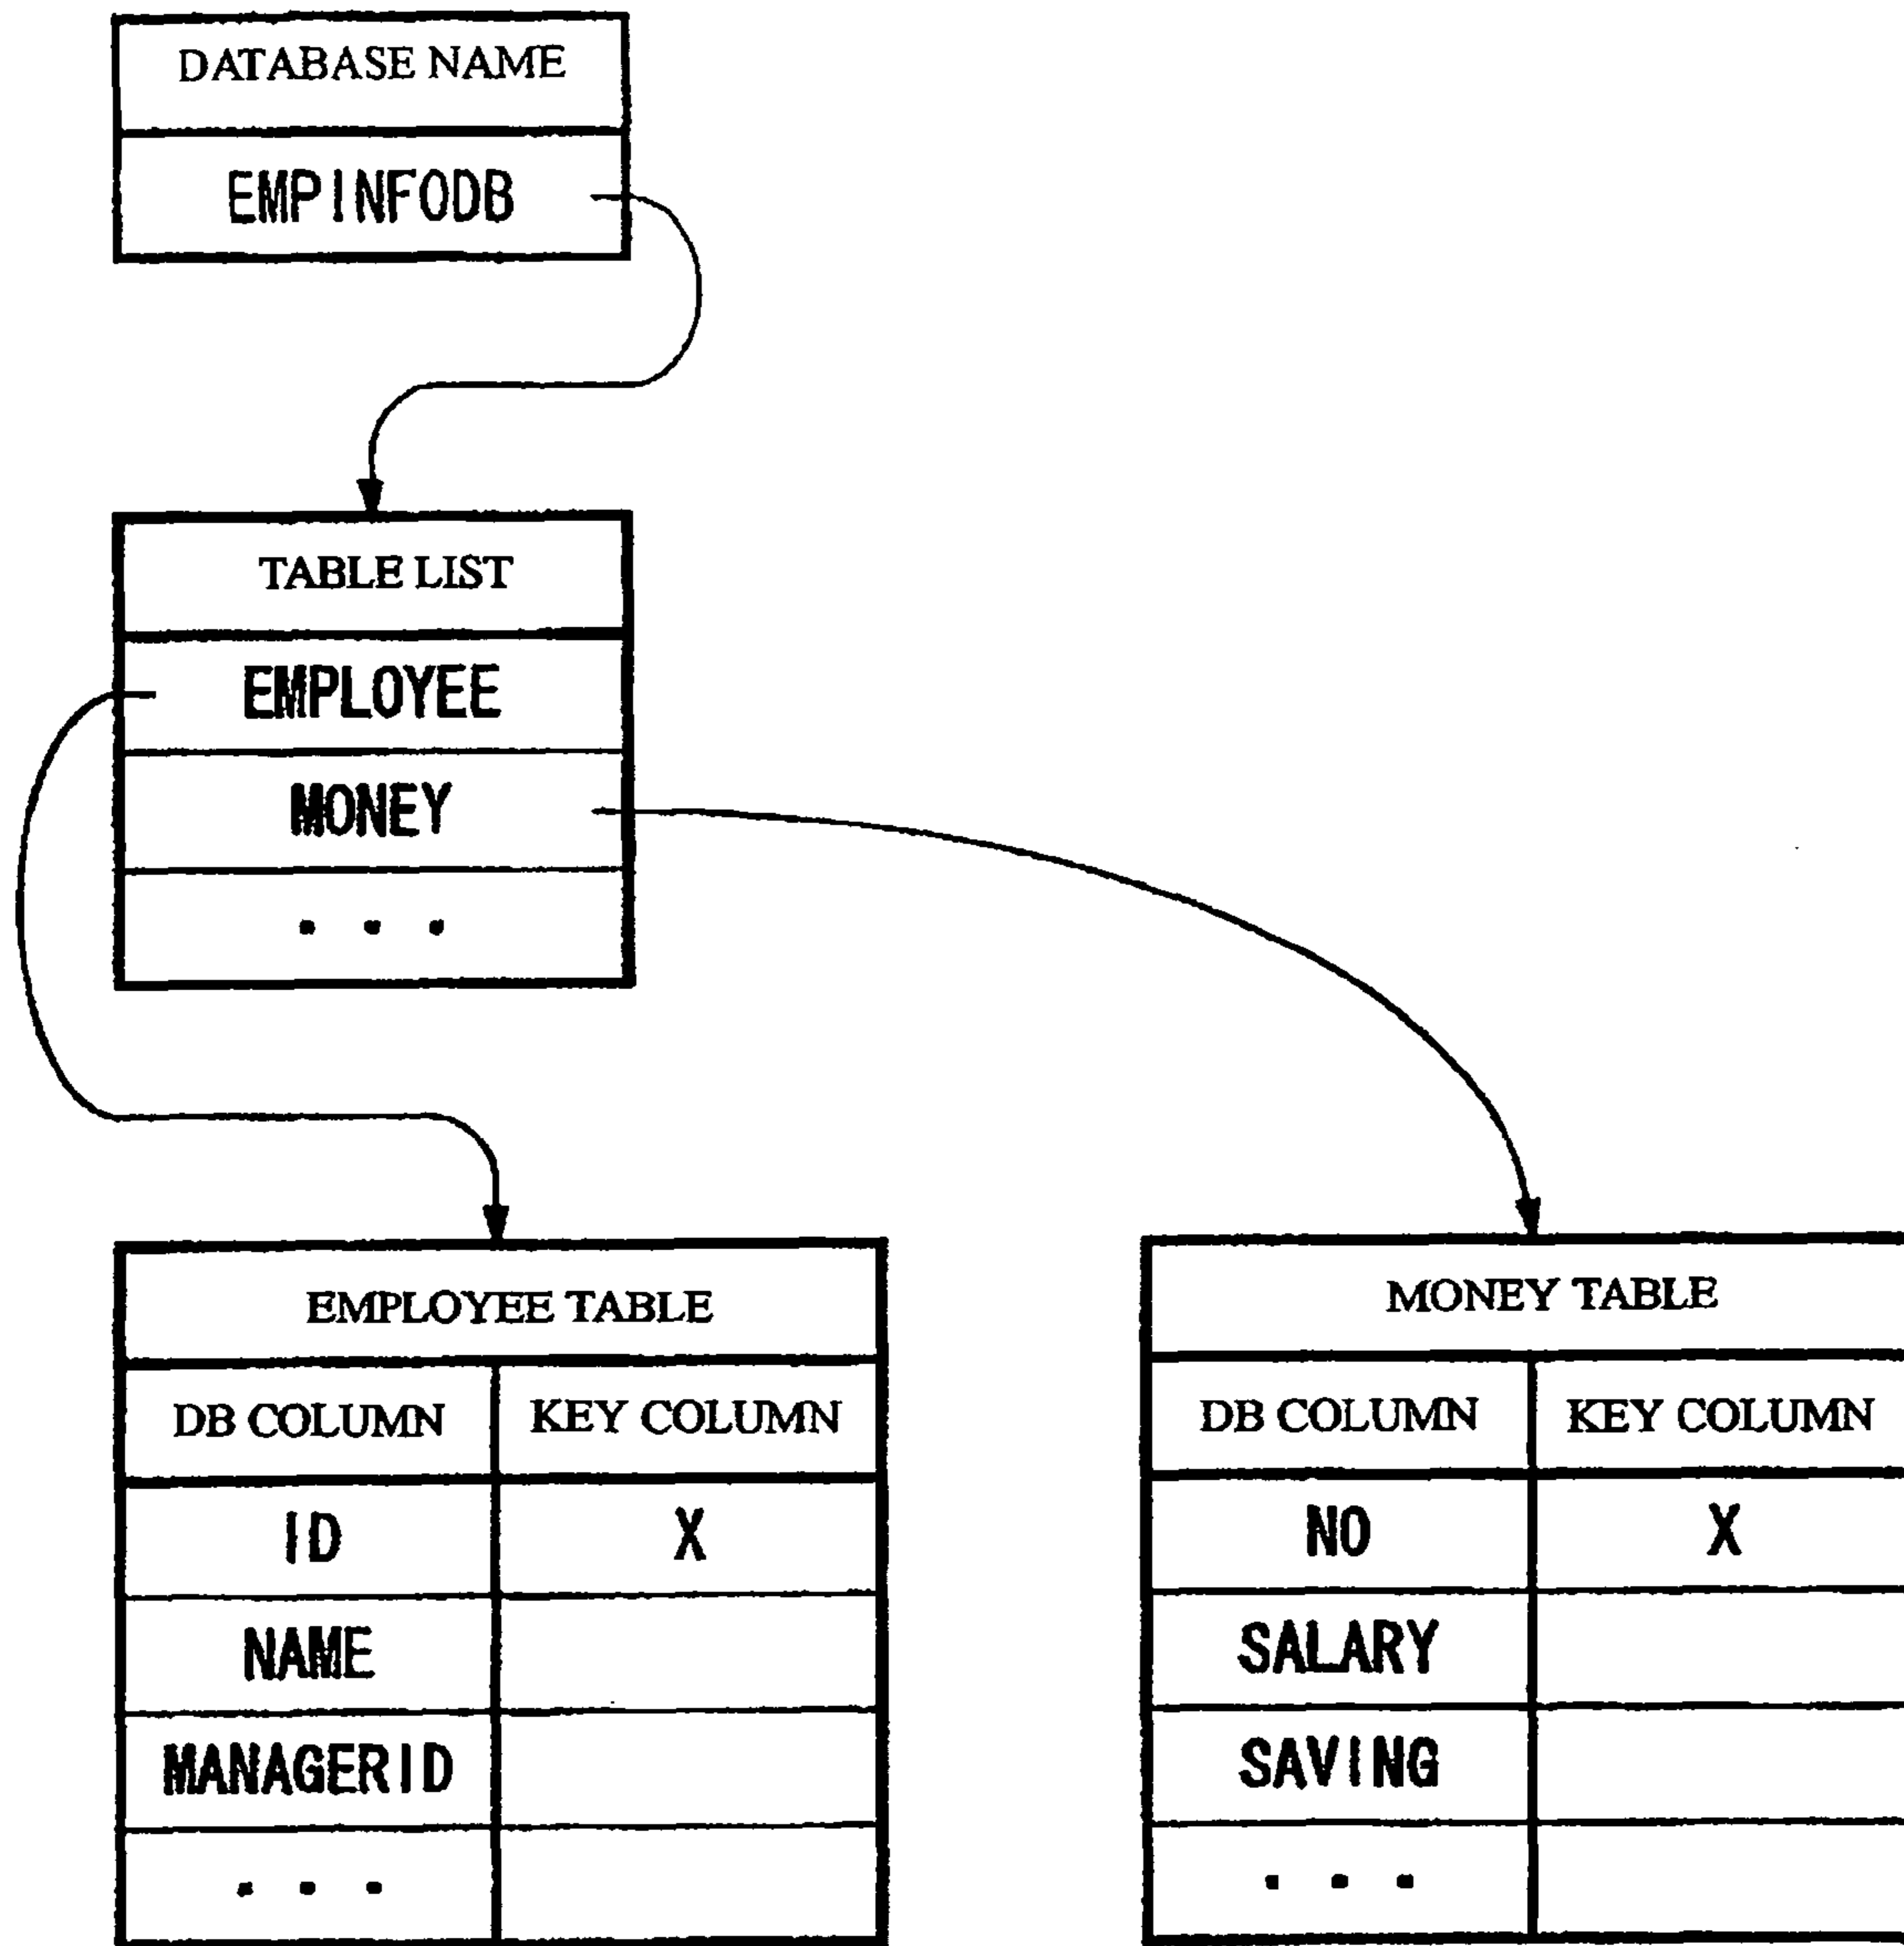 DATABASE NAME
EMPINFODB
TABLE LIST
EMPLOYEE
MONEY
. . .
EMPLOYEE TABLE
DB COLUMN KEY COLUMN
ID X
NAME
MANAGERID
. . .
MONEY TABLE
DB COLUMN KEY COLUMN
NO X
SALARY
SAVING
. . .